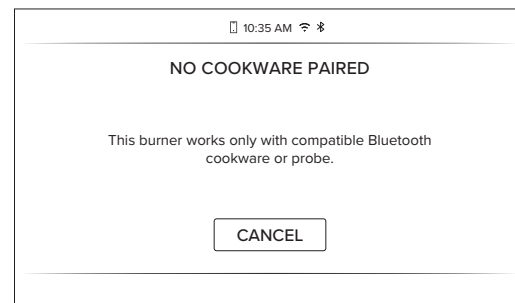 10:35 AM
NO COOKWARE PAIRED
This burner works only with compatible Bluetooth
cookware or probe.
CANCEL